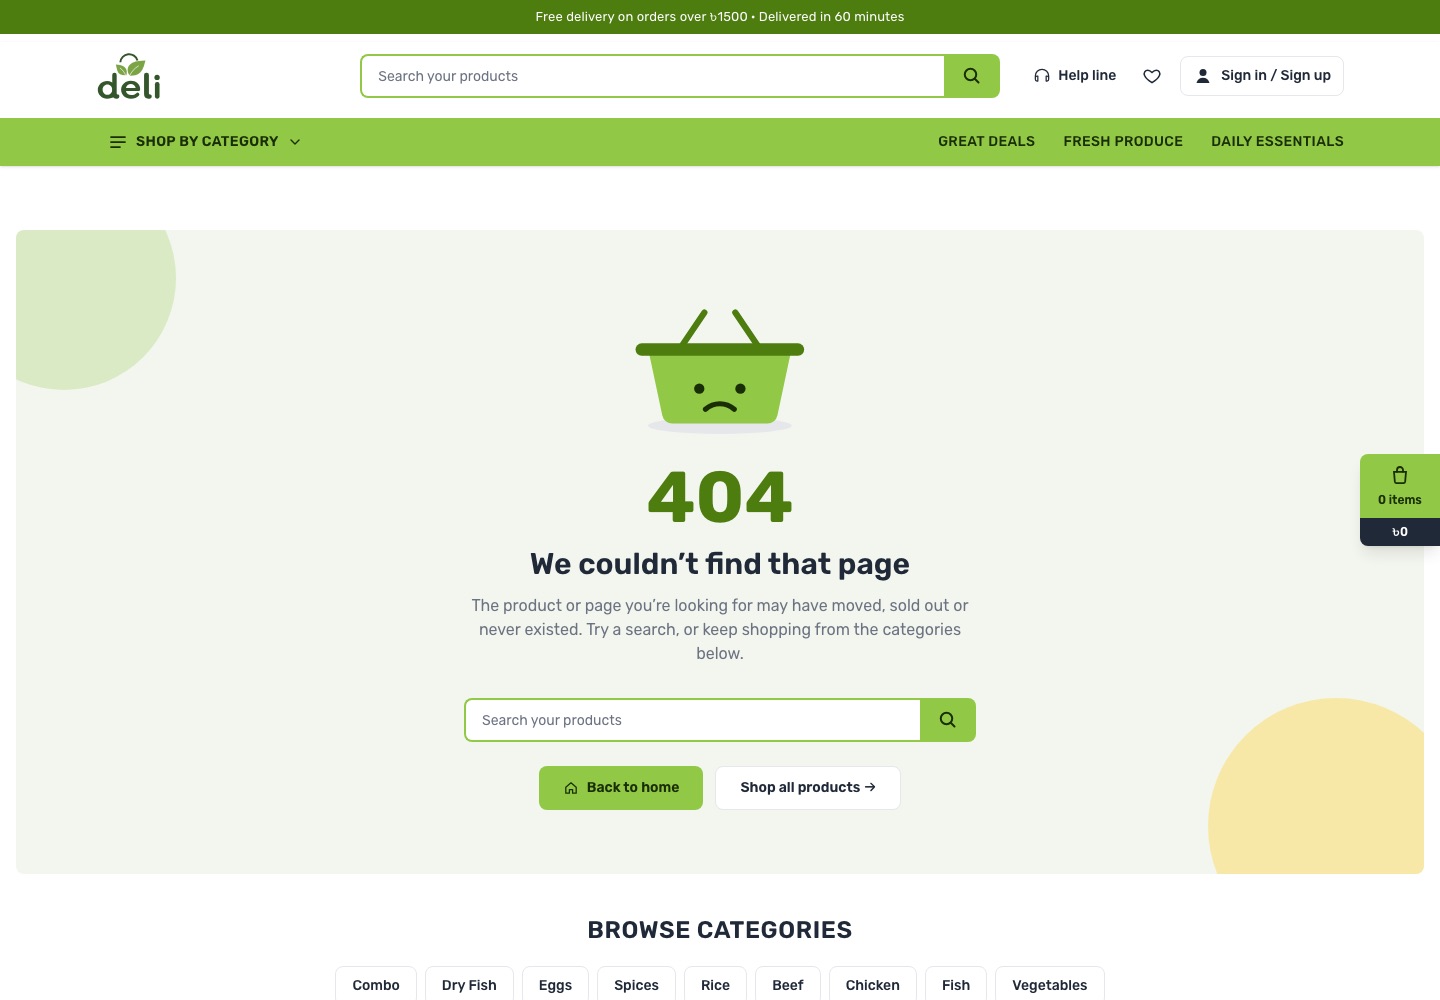 Free delivery on orders over ৳1500 • Delivered in 60 minutes
deli
Search your products
Help line
Sign in / Sign up
SHOP BY CATEGORY
GREAT DEALS
FRESH PRODUCE
DAILY ESSENTIALS
0 items
৳0
404
We couldn’t find that page
The product or page you’re looking for may have moved, sold out or
never existed. Try a search, or keep shopping from the categories
below.
Search your products
Back to home
Shop all products →
BROWSE CATEGORIES
Combo
Dry Fish
Eggs
Spices
Rice
Beef
Chicken
Fish
Vegetables